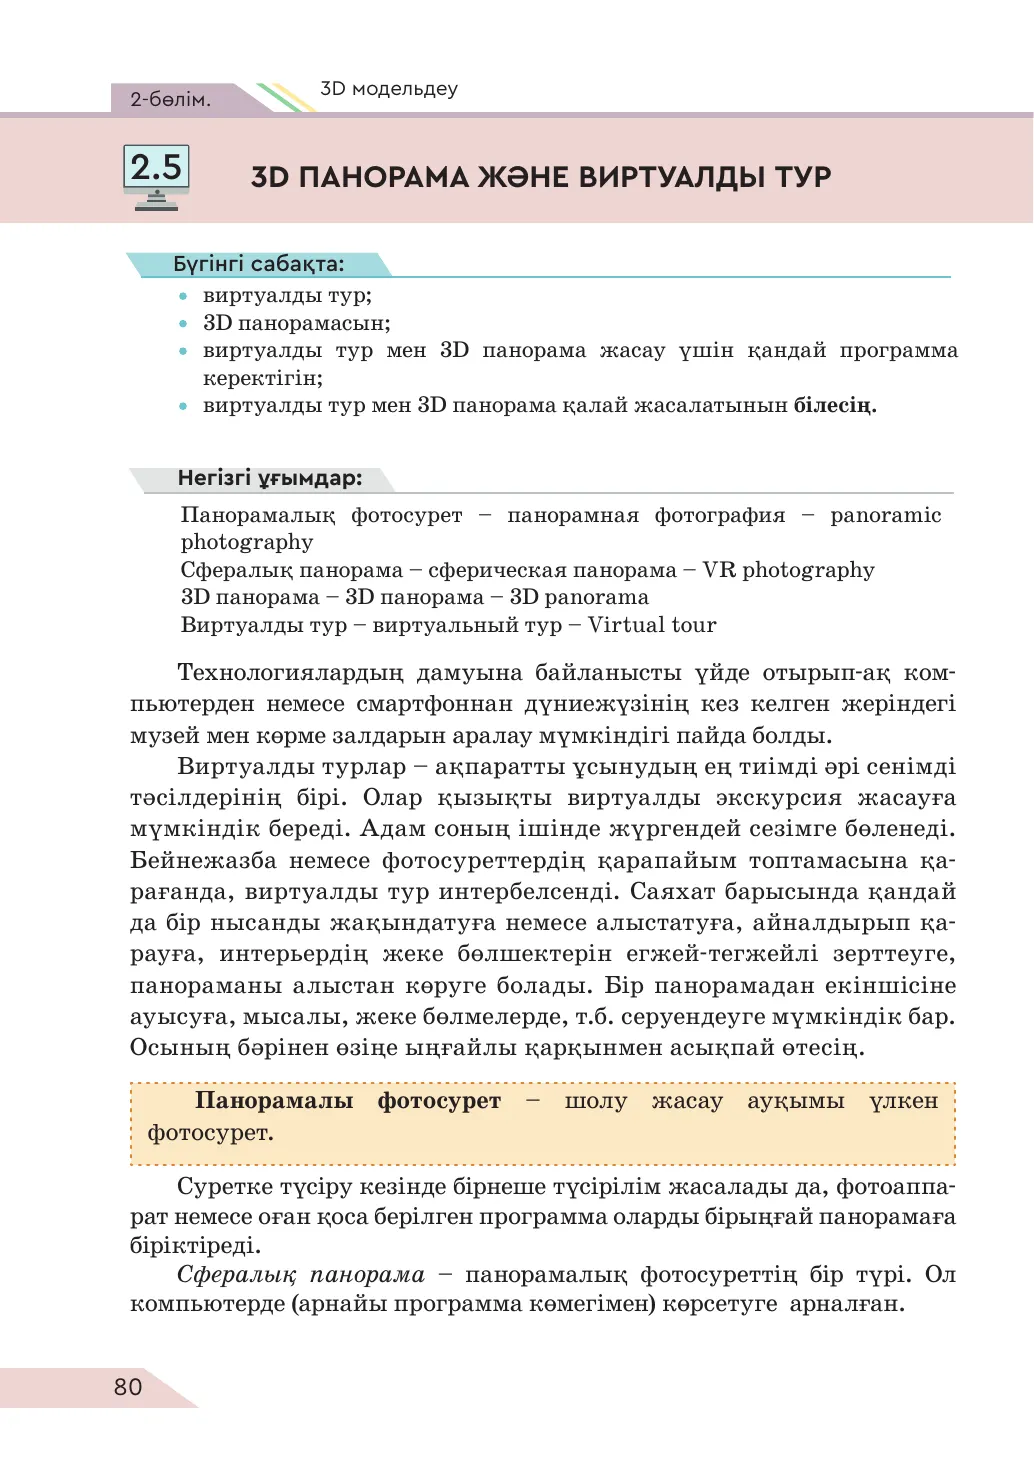 2-бөлім.
3D модельдеу
2.5
3D ПАНОРАМА ЖӘНЕ ВИРТУАЛДЫ ТУР
Бүгінгі сабақта:
• виртуалды тур;
• 3D панорамасын;
• виртуалды тур мен 3D панорама жасау үшін қандай программа
керектігін;
• виртуалды тур мен 3D панорама қалай жасалатынын білесің.
Негізгі ұғымдар:
Панорамалық фотосурет – панорамная фотография – panoramic
photography
Сфералық панорама – сферическая панорама – VR photography
3D панорама – 3D панорама – 3D panorama
Виртуалды тур – виртуальный тур – Virtual tour
Технологиялардың дамуына байланысты үйде отырып-ақ ком-
пьютерден немесе смартфоннан дүниежүзінің кез келген жеріндегі
музей мен көрме залдарын аралау мүмкіндігі пайда болды.
Виртуалды турлар – ақпаратты ұсынудың ең тиімді әрі сенімді
тәсілдерінің бірі. Олар қызықты виртуалды экскурсия жасауға
мүмкіндік береді. Адам соның ішінде жүргендей сезімге бөленеді.
Бейнежазба немесе фотосуреттердің қарапайым топтамасына қа-
рағанда, виртуалды тур интербелсенді. Саяхат барысында қандай
да бір нысанды жақындатуға немесе алыстатуға, айналдырып қа-
рауға, интерьердің жеке бөлшектерін егжей-тегжейлі зерттеуге,
панораманы алыстан көруге болады. Бір панорамадан екіншісіне
ауысуға, мысалы, жеке бөлмелерде, т.б. серуендеуге мүмкіндік бар.
Осының бәрінен өзіңе ыңғайлы қарқынмен асықпай өтесің.
Панорамалы фотосурет – шолу жасау ауқымы үлкен
фотосурет.
Суретке түсіру кезінде бірнеше түсірілім жасалады да, фотоаппа-
рат немесе оған қоса берілген программа оларды бірыңғай панорамаға
біріктіреді.
Сфералық панорама – панорамалық фотосуреттің бір түрі. Ол
компьютерде (арнайы программа көмегімен) көрсетуге арналған.
80